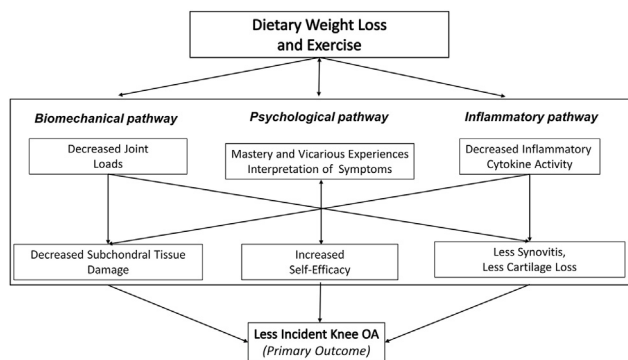 Dietary Weight Loss
and Exercise
Biomechanical pathway
Psychological pathway
Inflammatory pathway
Decreased Joint
Loads
Mastery and Vicarious Experiences
Interpretation of Symptoms
Decreased Inflammatory
Cytokine Activity
Decreased Subchondral Tissue
Damage
Increased
Self-Efficacy
Less Synovitis,
Less Cartilage Loss
Less Incident Knee OA
(Primary Outcome)